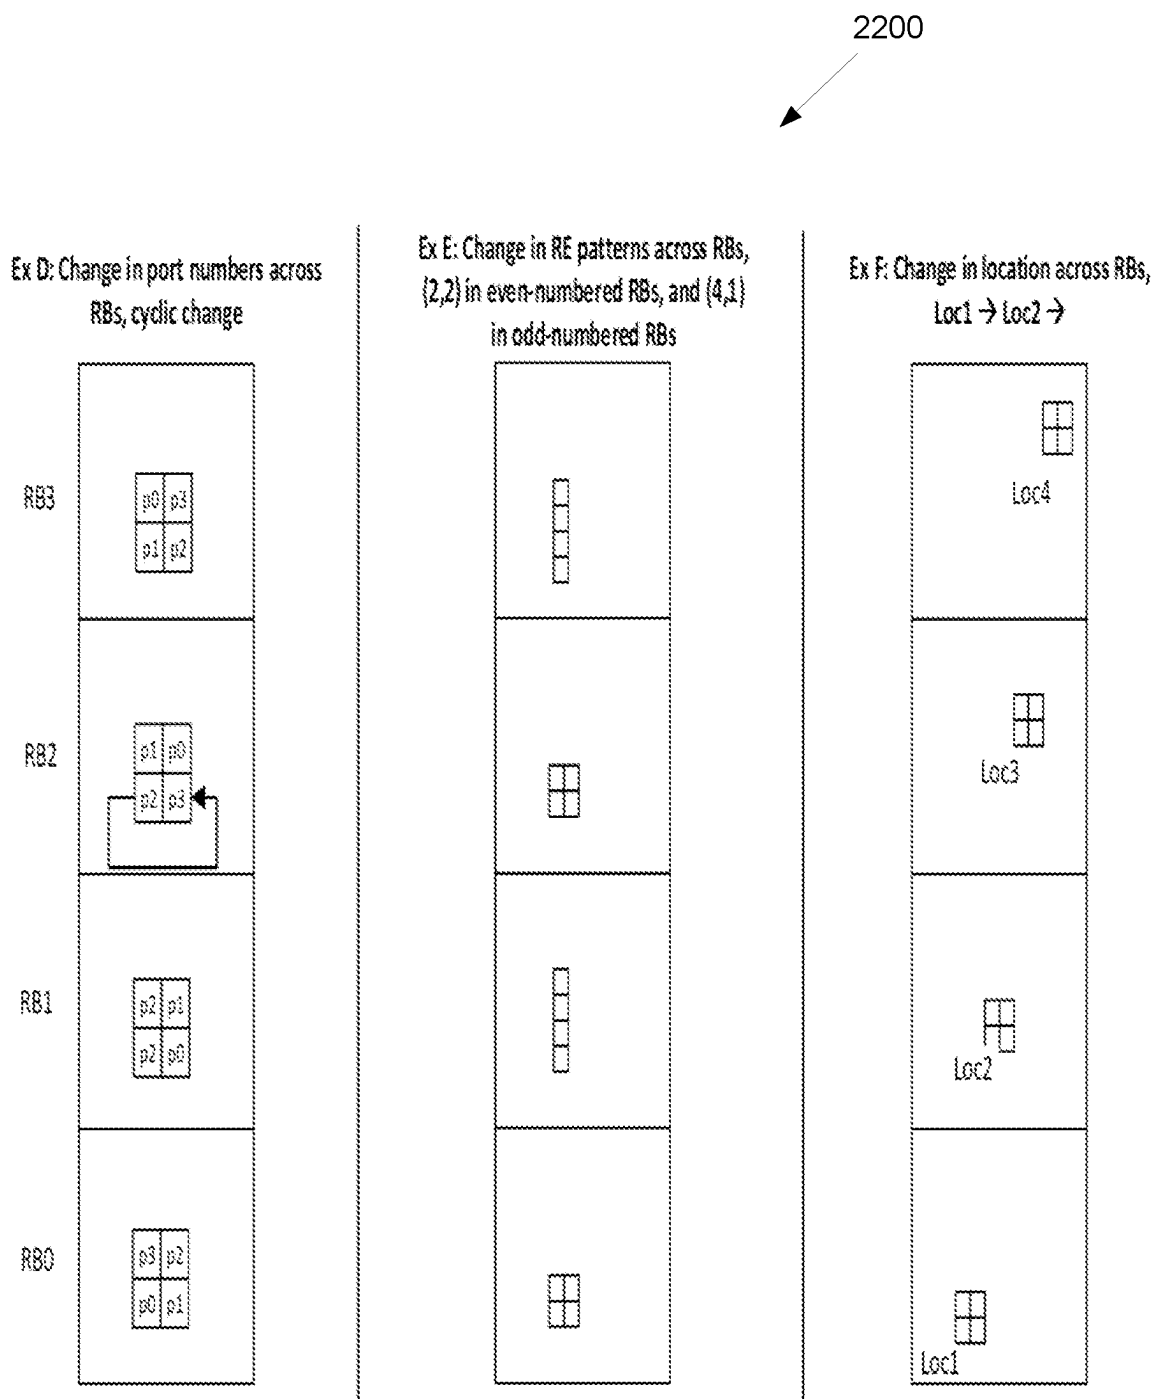 2200
Ex D: Change in port numbers across
RBs, cyclic change
Ex E: Change in RE patterns across RBs,
(2,2) in even-numbered RBs, and (4,1)
in odd-numbered RBs
Ex F: Change in location across RBs,
Loc1 → Loc2 →
RB3
p0 p3
p1 p2
Loc4
RB2
p1 p0
p2 p3
Loc3
RB1
p2 p1
p2 p0
Loc2
RB0
p3 p2
p0 p1
Loc1